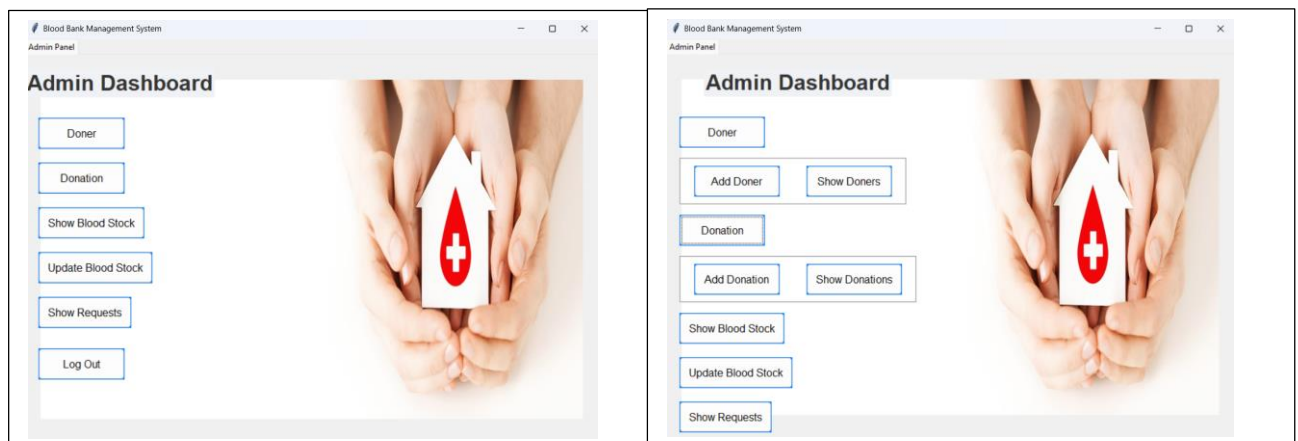 Blood Bank Management System
Admin Panel
Admin Dashboard
Doner
Donation
Show Blood Stock
Update Blood Stock
Show Requests
Log Out
Blood Bank Management System
Admin Panel
Admin Dashboard
Doner
Add Doner Show Doners
Donation
Add Donation Show Donations
Show Blood Stock
Update Blood Stock
Show Requests